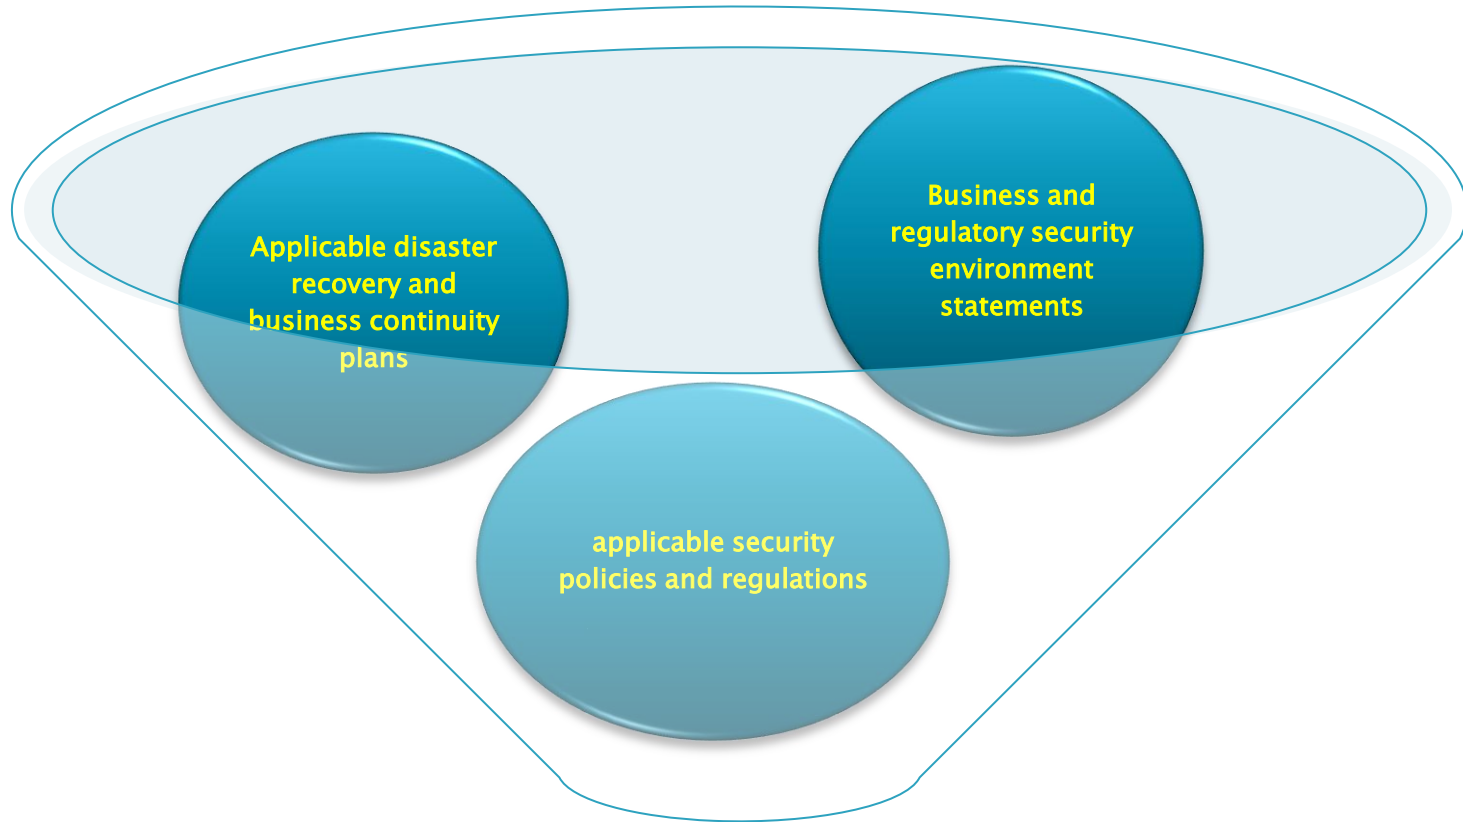 Applicable disaster
recovery and
business continuity
plans
Business and
regulatory security
environment
statements
applicable security
policies and regulations